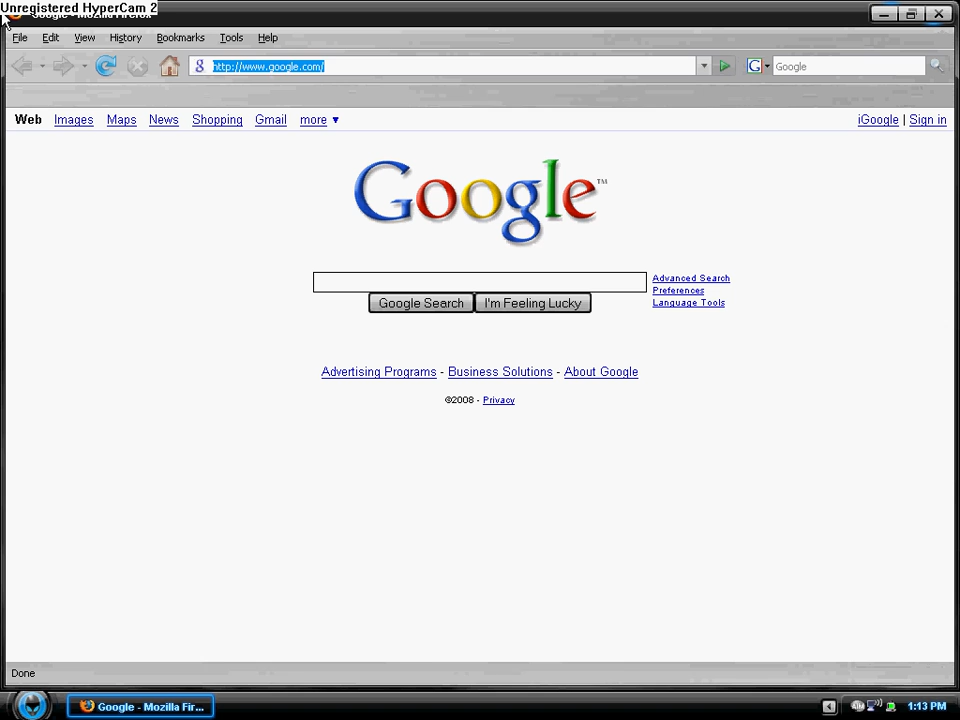 Unregistered HyperCam 2
Google - Mozilla Firefox
File Edit View History Bookmarks Tools Help
http://www.google.com/ Google
Web Images Maps News Shopping Gmail more ▼ iGoogle | Sign in
Google™
Advanced Search
Preferences
Language Tools
Google Search I'm Feeling Lucky
Advertising Programs - Business Solutions - About Google
©2008 - Privacy
Done
Google - Mozilla Fir... 1:13 PM